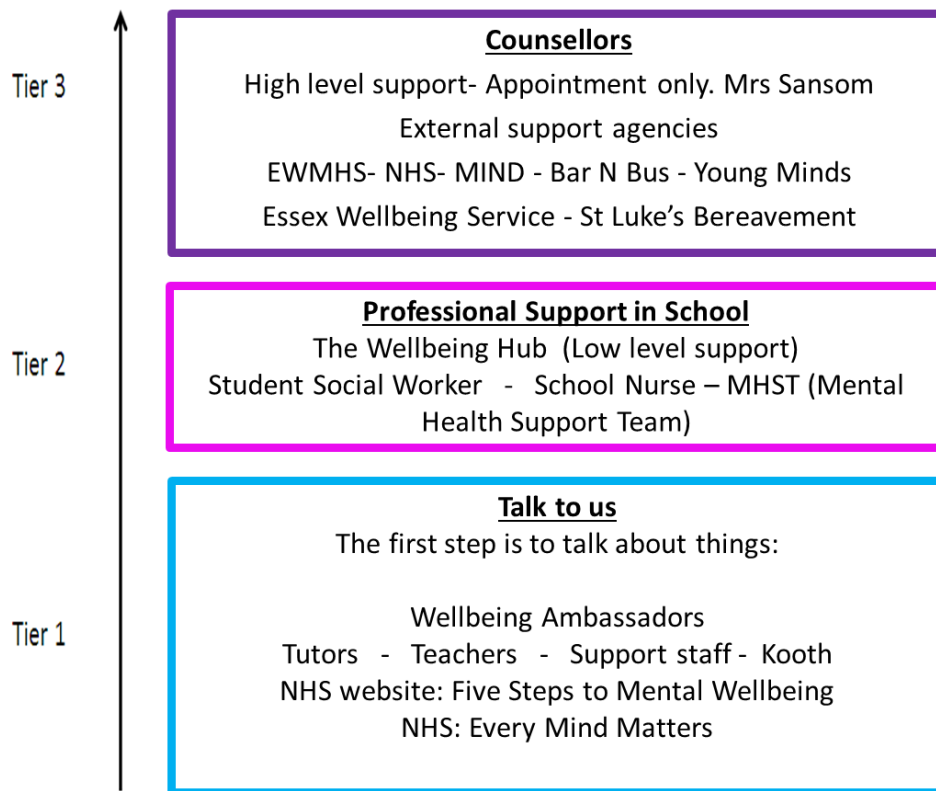 Tier 3
Counsellors
High level support- Appointment only. Mrs Sansom
External support agencies
EWMHS- NHS- MIND - Bar N Bus - Young Minds
Essex Wellbeing Service - St Luke’s Bereavement
Tier 2
Professional Support in School
The Wellbeing Hub (Low level support)
Student Social Worker - School Nurse – MHST (Mental
Health Support Team)
Tier 1
Talk to us
The first step is to talk about things:
Wellbeing Ambassadors
Tutors - Teachers - Support staff - Kooth
NHS website: Five Steps to Mental Wellbeing
NHS: Every Mind Matters